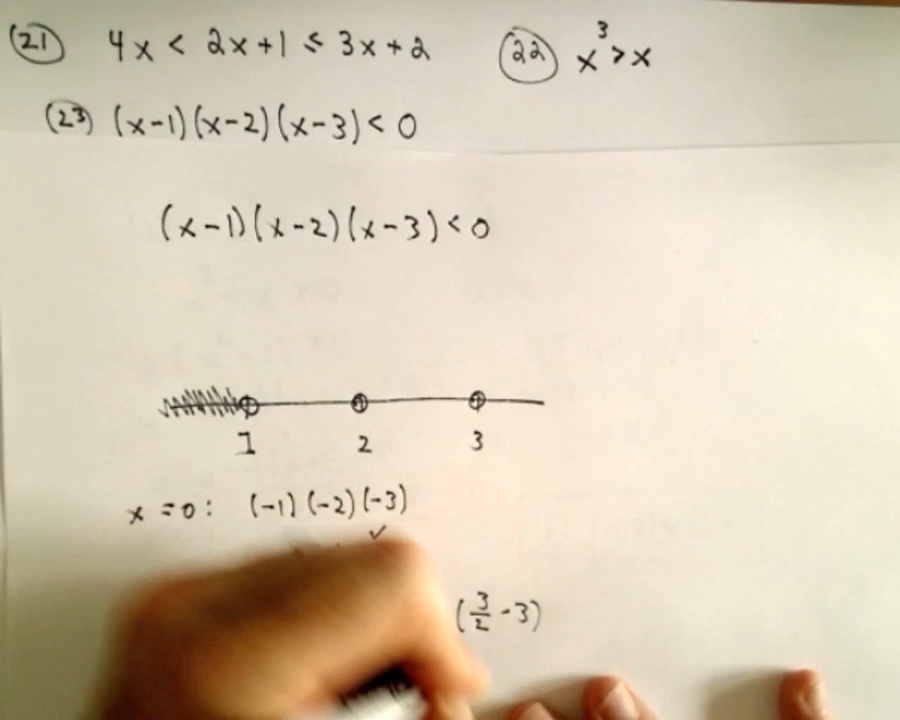 (21) 4x < 2x+1 ≤ 3x+2 (22) x³ > x
(23) (x-1)(x-2)(x-3) < 0
(x-1)(x-2)(x-3) < 0
1 2 3
x = 0: (-1)(-2)(-3)
✓
(3/2 - 3)